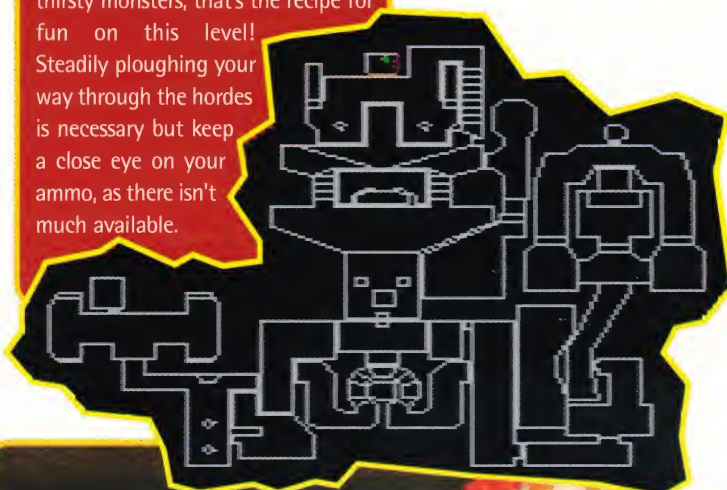 thirsty monsters, that's the recipe for
fun on this level!
Steadily ploughing your
way through the hordes
is necessary but keep
a close eye on your
ammo, as there isn't
much available.